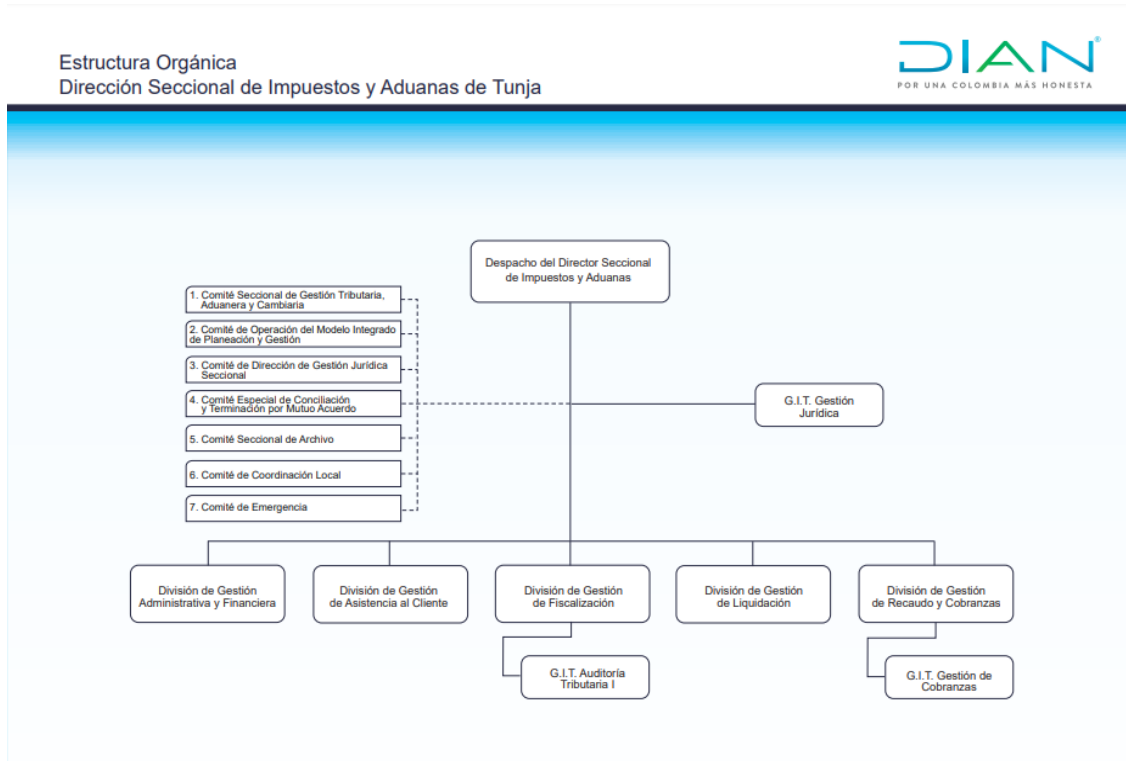 Estructura Orgánica
Dirección Seccional de Impuestos y Aduanas de Tunja
DIAN®
POR UNA COLOMBIA MÁS HONESTA
Despacho del Director Seccional
de Impuestos y Aduanas
1. Comité Seccional de Gestión Tributaria,
Aduanera y Cambiaria
2. Comité de Operación del Modelo Integrado
de Planeación y Gestión
3. Comité de Dirección de Gestión Jurídica
Seccional
4. Comité Especial de Conciliación
y Terminación por Mutuo Acuerdo
5. Comité Seccional de Archivo
6. Comité de Coordinación Local
7. Comité de Emergencia
G.I.T. Gestión
Jurídica
División de Gestión
Administrativa y Financiera
División de Gestión
de Asistencia al Cliente
División de Gestión
de Fiscalización
División de Gestión
de Liquidación
División de Gestión
de Recaudo y Cobranzas
G.I.T. Auditoría
Tributaria I
G.I.T. Gestión de
Cobranzas